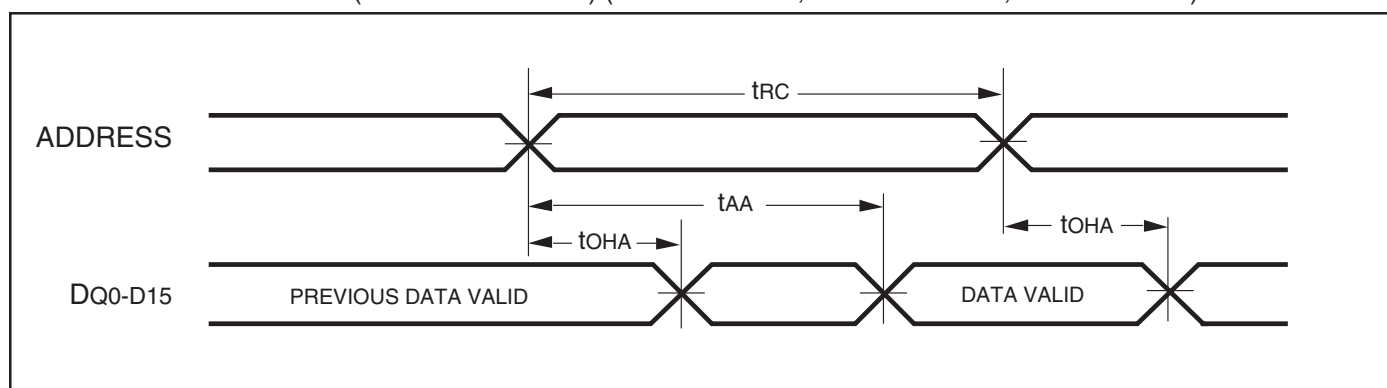 tRC
ADDRESS
tAA
tOHA
tOHA
DQ0-D15
PREVIOUS DATA VALID
DATA VALID